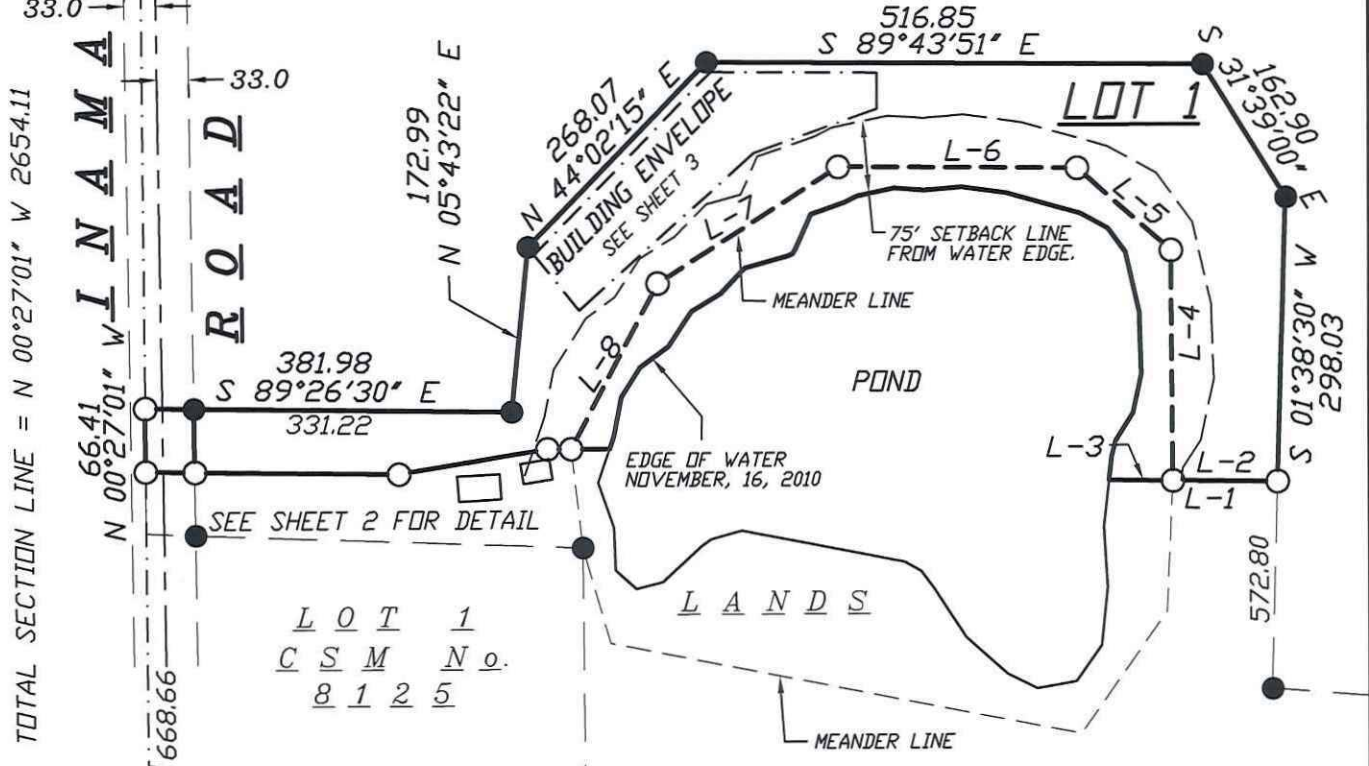 33.0
33.0
TOTAL SECTION LINE = N 00°27'01" W 2654.11
WINAMA
ROAD
66.41
N 00°27'01" W
668.66
381.98
S 89°26'30" E
331.22
172.99
N 05°43'22" E
268.07
N 44°02'15" E
BUILDING ENVELOPE
SEE SHEET 3
516.85
S 89°43'51" E
LOT 1
162.90
S 31°39'00" E
S 01°38'30" W
298.03
L-6
L-5
L-7
L-4
L-8
75' SETBACK LINE
FROM WATER EDGE.
MEANDER LINE
POND
EDGE OF WATER
NOVEMBER, 16, 2010
L-3
L-2
L-1
572.80
SEE SHEET 2 FOR DETAIL
LOT 1
CSM No.
8125
LANDS
MEANDER LINE